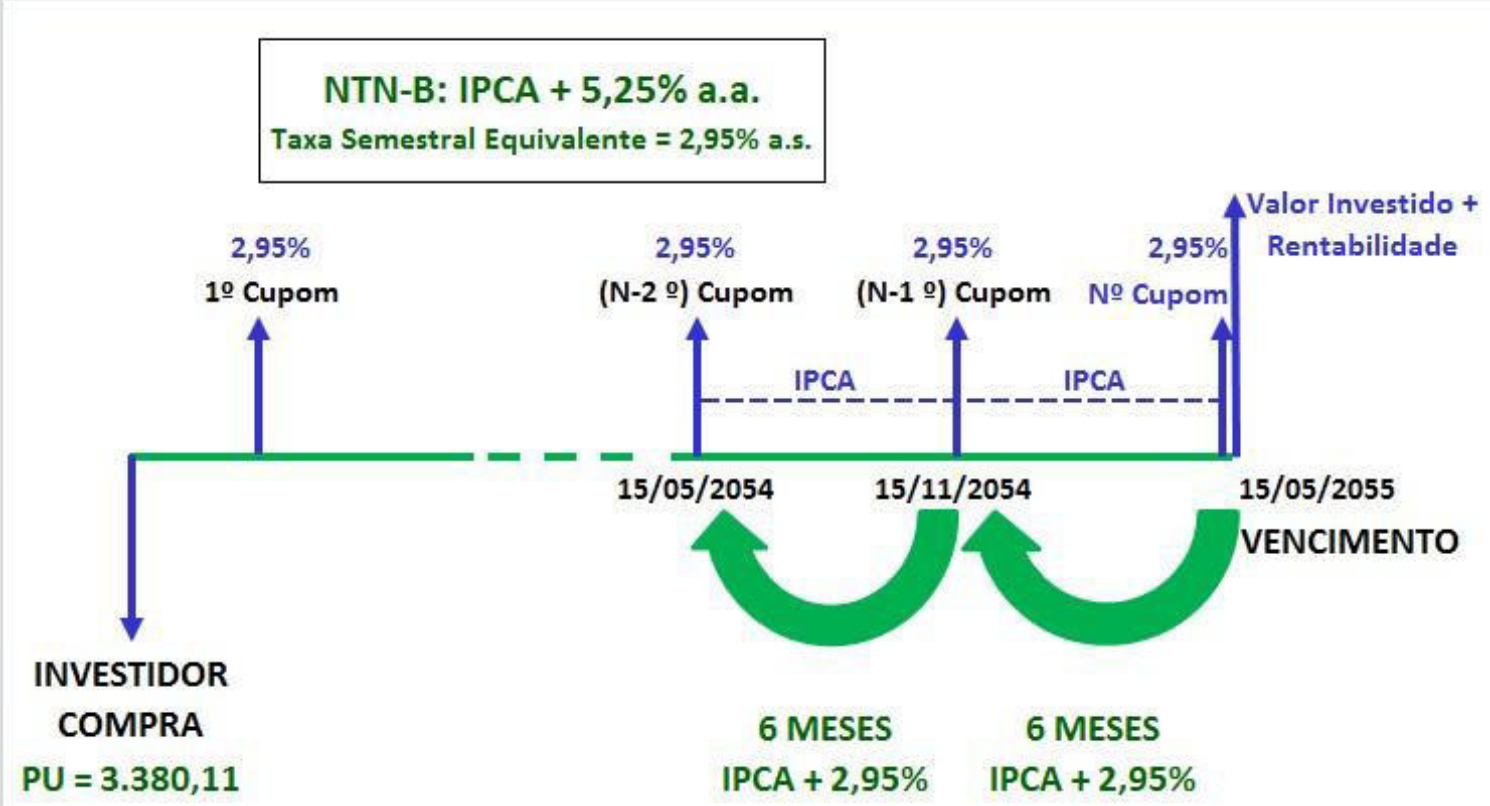 NTN-B: IPCA + 5,25% a.a.
Taxa Semestral Equivalente = 2,95% a.s.
Valor Investido +
Rentabilidade
2,95%
1º Cupom
2,95%
(N-2 º) Cupom
2,95%
(N-1 º) Cupom
2,95%
Nº Cupom
IPCA
IPCA
15/05/2054
15/11/2054
15/05/2055
VENCIMENTO
INVESTIDOR
COMPRA
PU = 3.380,11
6 MESES
IPCA + 2,95%
6 MESES
IPCA + 2,95%